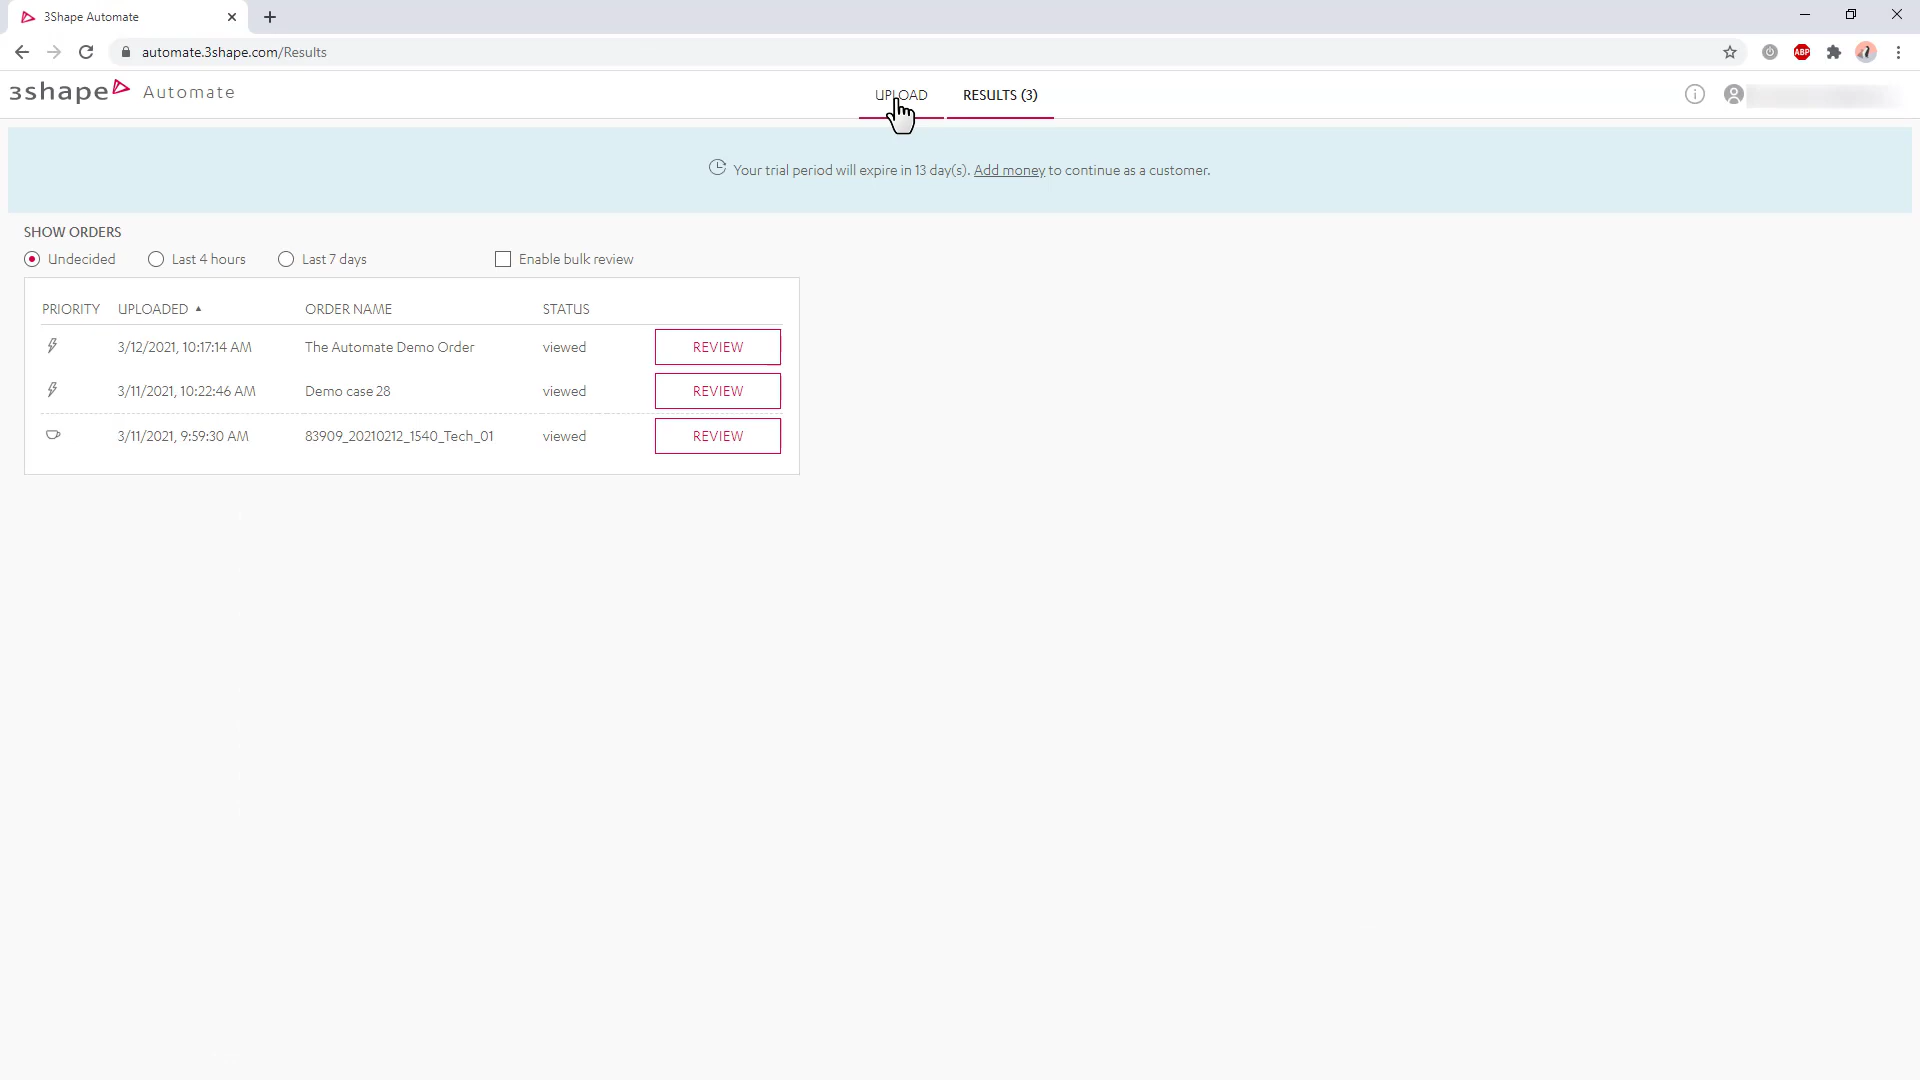 3Shape Automate
automate.3shape.com/Results
ABP
3shape Automate
UPLOAD RESULTS (3)
Your trial period will expire in 13 day(s). Add money to continue as a customer.
SHOW ORDERS
Undecided Last 4 hours Last 7 days Enable bulk review
PRIORITY UPLOADED ▲ ORDER NAME STATUS
3/12/2021, 10:17:14 AM The Automate Demo Order viewed REVIEW
3/11/2021, 10:22:46 AM Demo case 28 viewed REVIEW
3/11/2021, 9:59:30 AM 83909_20210212_1540_Tech_01 viewed REVIEW